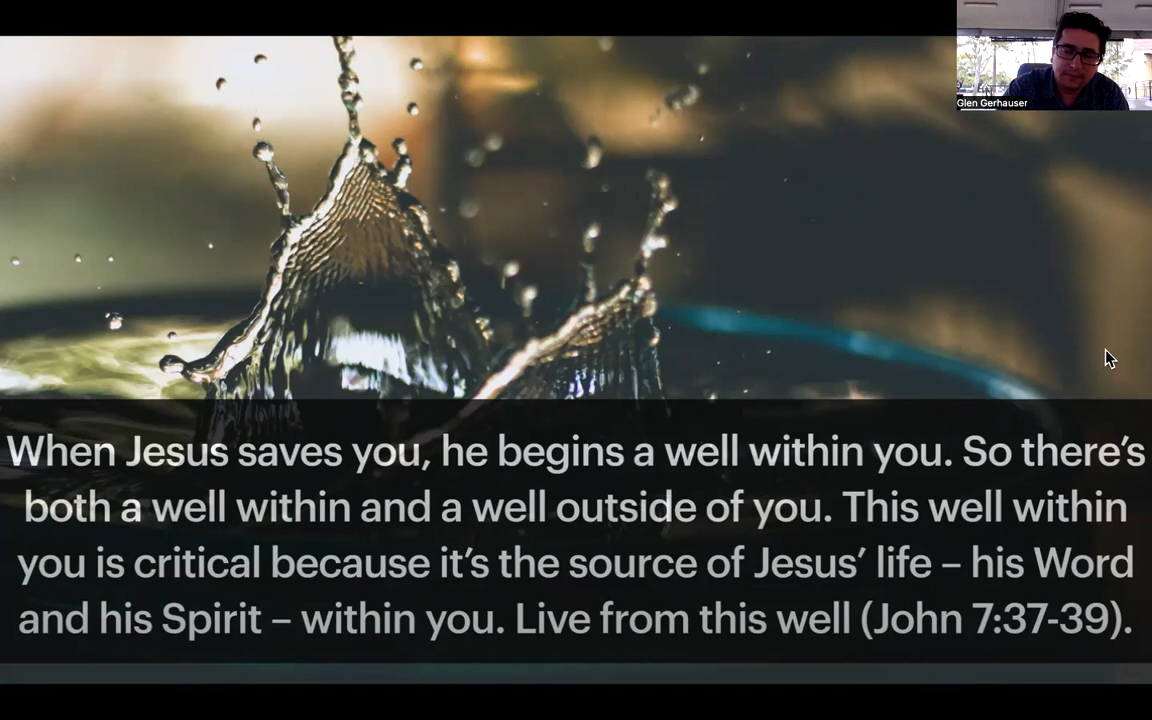 Glen Gerhauser
When Jesus saves you, he begins a well within you. So there's
both a well within and a well outside of you. This well within
you is critical because it's the source of Jesus' life – his Word
and his Spirit – within you. Live from this well (John 7:37-39).